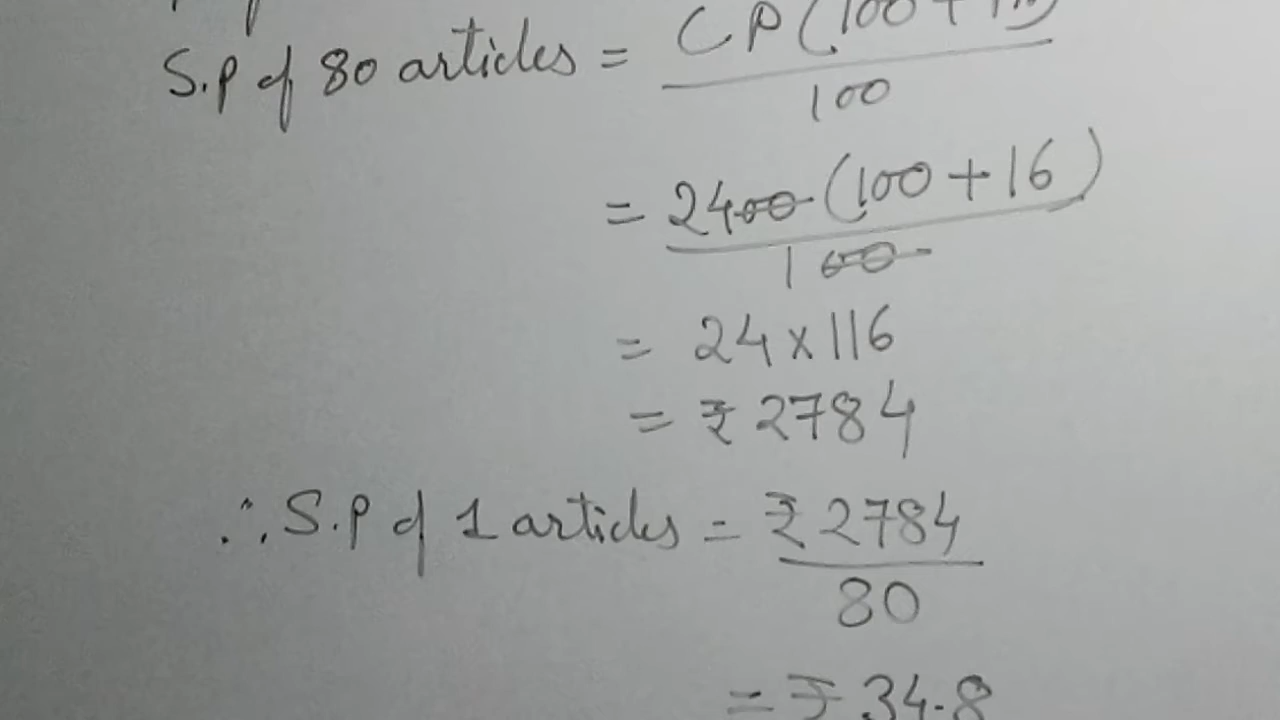 S.P of 80 articles = CP (100 +
100
= 2400 (100 + 16)
100
= 24 x 116
= ₹ 2784
∴ S.P of 1 articles = ₹ 2784
80
= ₹ 34.8